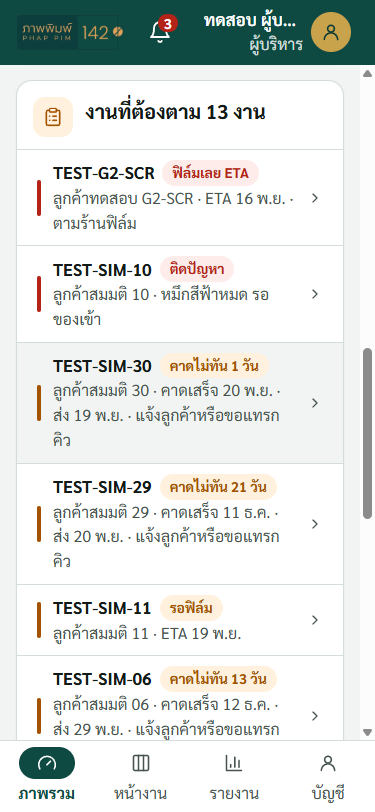 ภาพพิมพ์
PHAP PIM
142
3
ทดสอบ ผู้บ...
ผู้บริหาร
งานที่ต้องตาม 13 งาน
TEST-G2-SCR ฟิล์มเลย ETA
ลูกค้าทดสอบ G2-SCR · ETA 16 พ.ย. ·
ตามร้านฟิล์ม
TEST-SIM-10 ติดปัญหา
ลูกค้าสมมติ 10 · หมึกสีฟ้าหมด รอ
ของเข้า
TEST-SIM-30 คาดไม่ทัน 1 วัน
ลูกค้าสมมติ 30 · คาดเสร็จ 20 พ.ย. ·
ส่ง 19 พ.ย. · แจ้งลูกค้าหรือขอแทรก
คิว
TEST-SIM-29 คาดไม่ทัน 21 วัน
ลูกค้าสมมติ 29 · คาดเสร็จ 11 ธ.ค. ·
ส่ง 20 พ.ย. · แจ้งลูกค้าหรือขอแทรก
คิว
TEST-SIM-11 รอฟิล์ม
ลูกค้าสมมติ 11 · ETA 19 พ.ย.
TEST-SIM-06 คาดไม่ทัน 13 วัน
ลูกค้าสมมติ 06 · คาดเสร็จ 12 ธ.ค. ·
ส่ง 29 พ.ย. · แจ้งลูกค้าหรือขอแทรก
ภาพรวม
หน้างาน
รายงาน
บัญชี